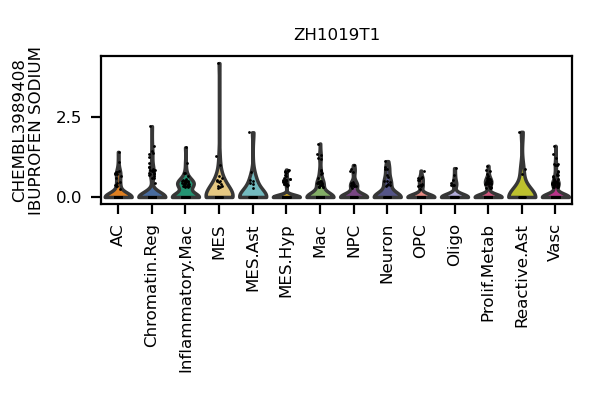 ZH1019T1
CHEMBL3989408
IBUPROFEN SODIUM
2.5
0.0
AC
Chromatin.Reg
Inflammatory.Mac
MES
MES.Ast
MES.Hyp
Mac
NPC
Neuron
OPC
Oligo
Prolif.Metab
Reactive.Ast
Vasc